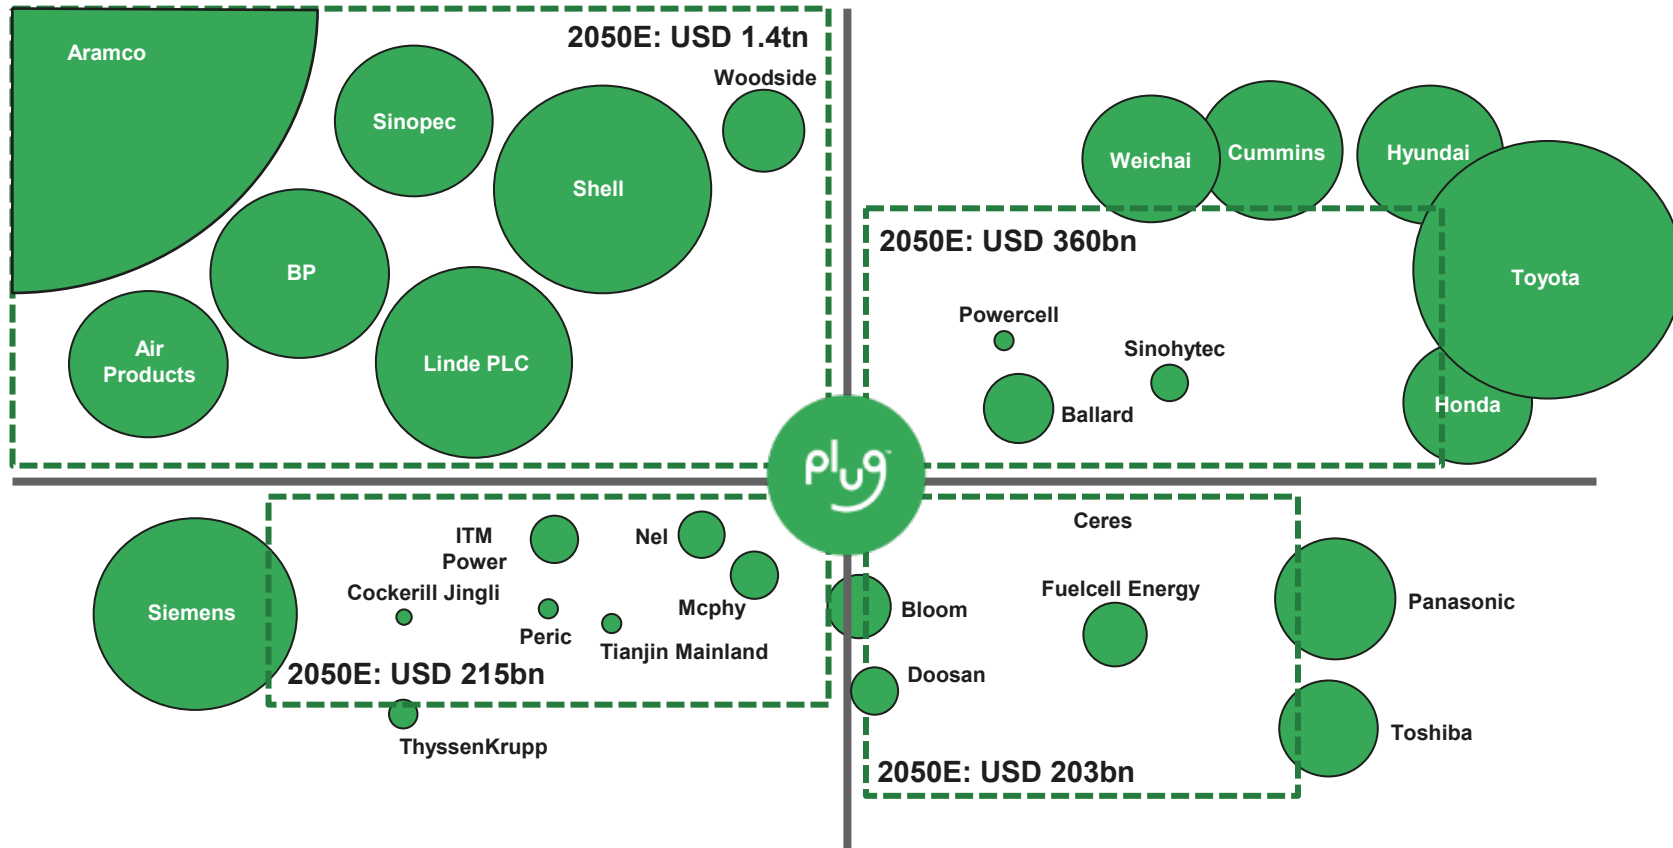 Aramco
2050E: USD 1.4tn
Woodside
Sinopec
Shell
BP
Air
Products
Linde PLC
Weichai
Cummins
Hyundai
2050E: USD 360bn
Toyota
Powercell
Sinohytec
Ballard
Honda
plug™
ITM
Power
Nel
Cockerill Jingli
Siemens
Peric
Mcphy
Tianjin Mainland
2050E: USD 215bn
ThyssenKrupp
Ceres
Fuelcell Energy
Bloom
Panasonic
Doosan
Toshiba
2050E: USD 203bn